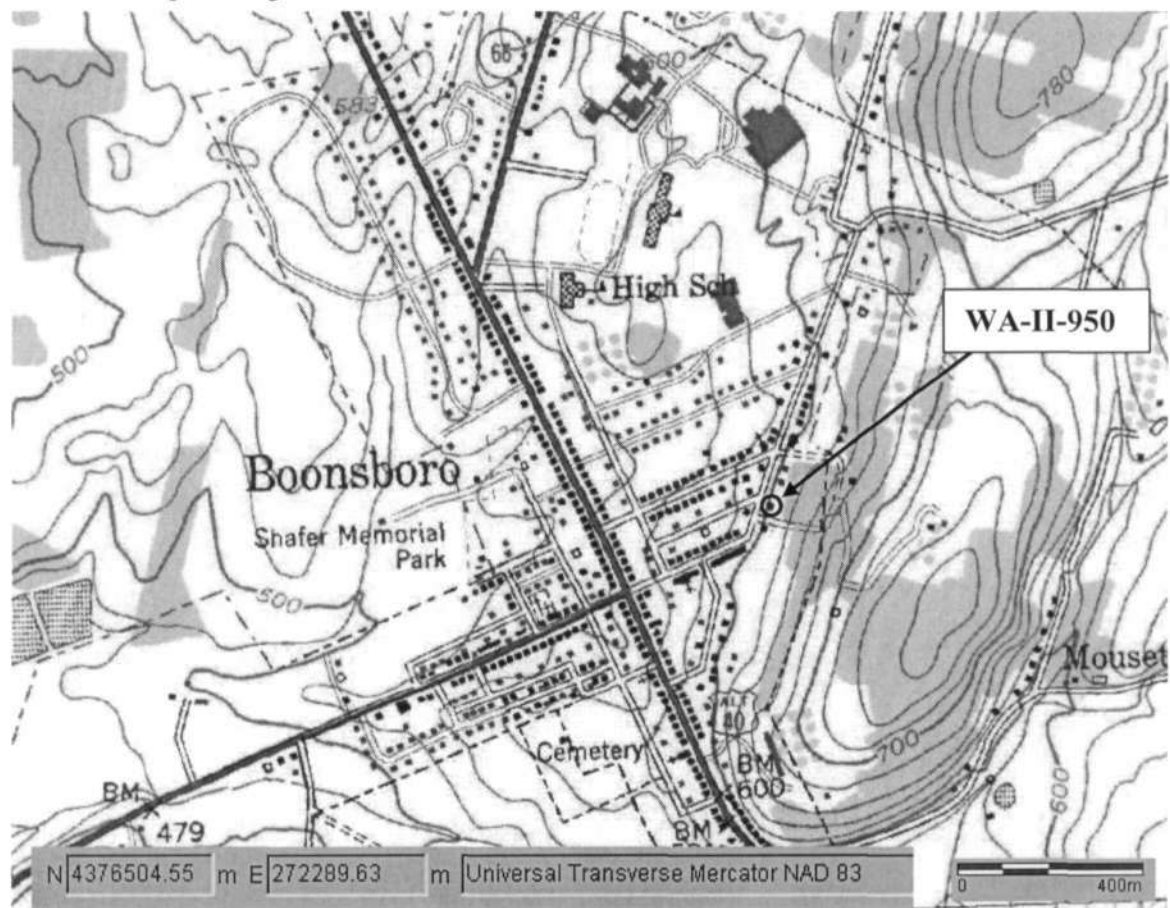 66
600
583
780
High Sch
WA-II-950
500
Boonsboro
Shafer Memorial
Park
500
Mouset
ALT
40
700
Cemetery
BM
600
600
BM
479
BM
N 4376504.55 m E 272289.63 m Universal Transverse Mercator NAD 83
0 400m